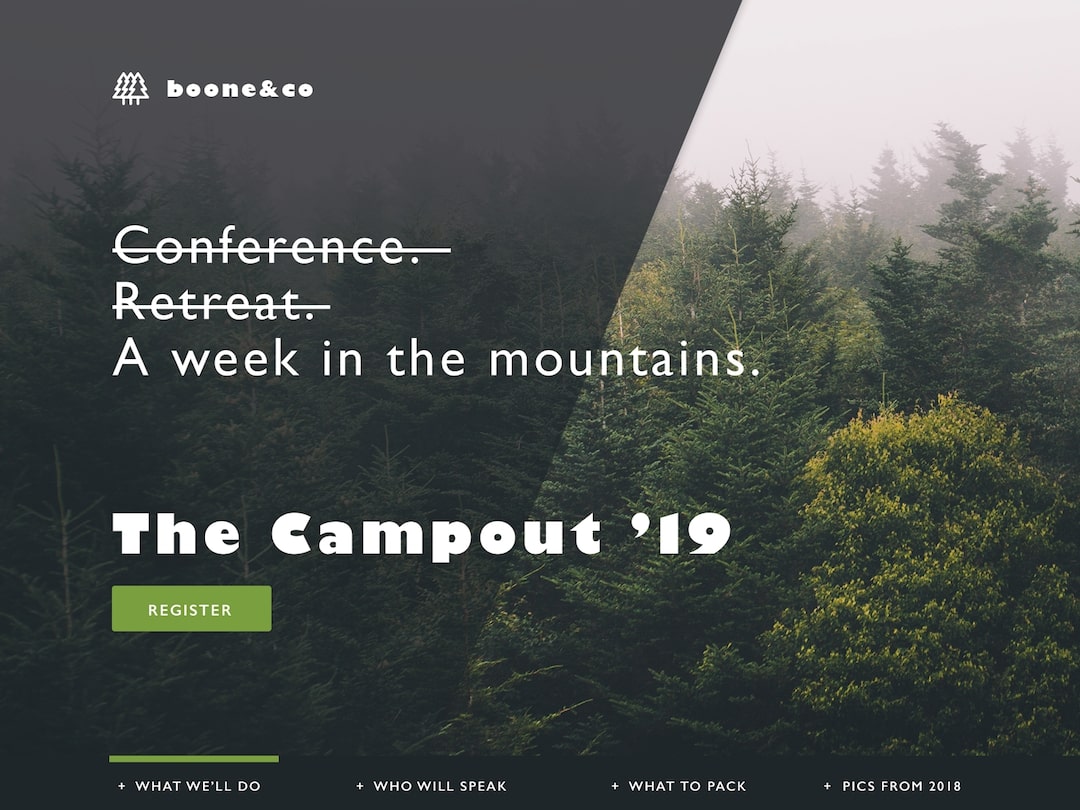 boone&co
Conference.
Retreat.
A week in the mountains.
The Campout ’19
REGISTER
+ WHAT WE’LL DO
+ WHO WILL SPEAK
+ WHAT TO PACK
+ PICS FROM 2018